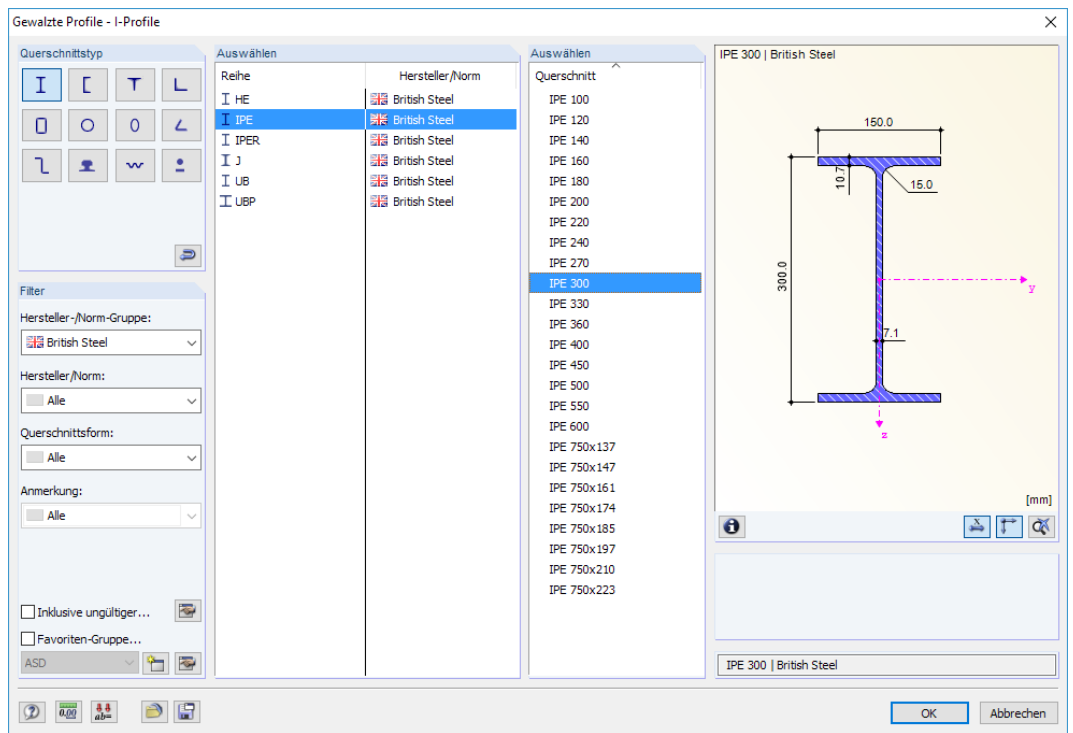 Gewalzte Profile - I-Profile
Querschnittstyp
Filter
Hersteller-/Norm-Gruppe:
British Steel
Hersteller/Norm:
Alle
Querschnittsform:
Alle
Anmerkung:
Alle
Inklusive ungültiger...
Favoriten-Gruppe...
ASD
Auswählen
Reihe Hersteller/Norm
HE British Steel
IPE British Steel
IPER British Steel
J British Steel
UB British Steel
UBP British Steel
Auswählen
Querschnitt
IPE 100
IPE 120
IPE 140
IPE 160
IPE 180
IPE 200
IPE 220
IPE 240
IPE 270
IPE 300
IPE 330
IPE 360
IPE 400
IPE 450
IPE 500
IPE 550
IPE 600
IPE 750x137
IPE 750x147
IPE 750x161
IPE 750x174
IPE 750x185
IPE 750x197
IPE 750x210
IPE 750x223
IPE 300 | British Steel
150.0
10.7
15.0
300.0
y
7.1
z
[mm]
X
IPE 300 | British Steel
0.00
ab=
OK
Abbrechen